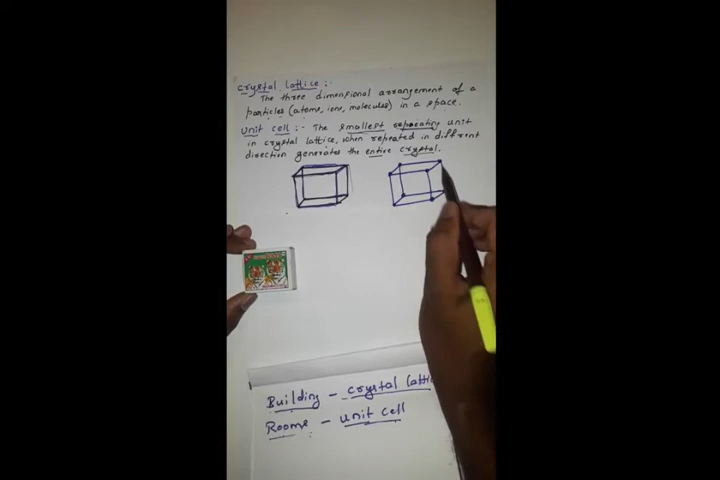 crystal lattice :-
The three dimensional arrangement of a
particles (atoms, ions, molecules) in a space.
Unit cell :- The smallest repeating unit
in crystal lattice, when repeated in different
direction generates the entire crystal.
Building - crystal latti
Rooms - unit cell